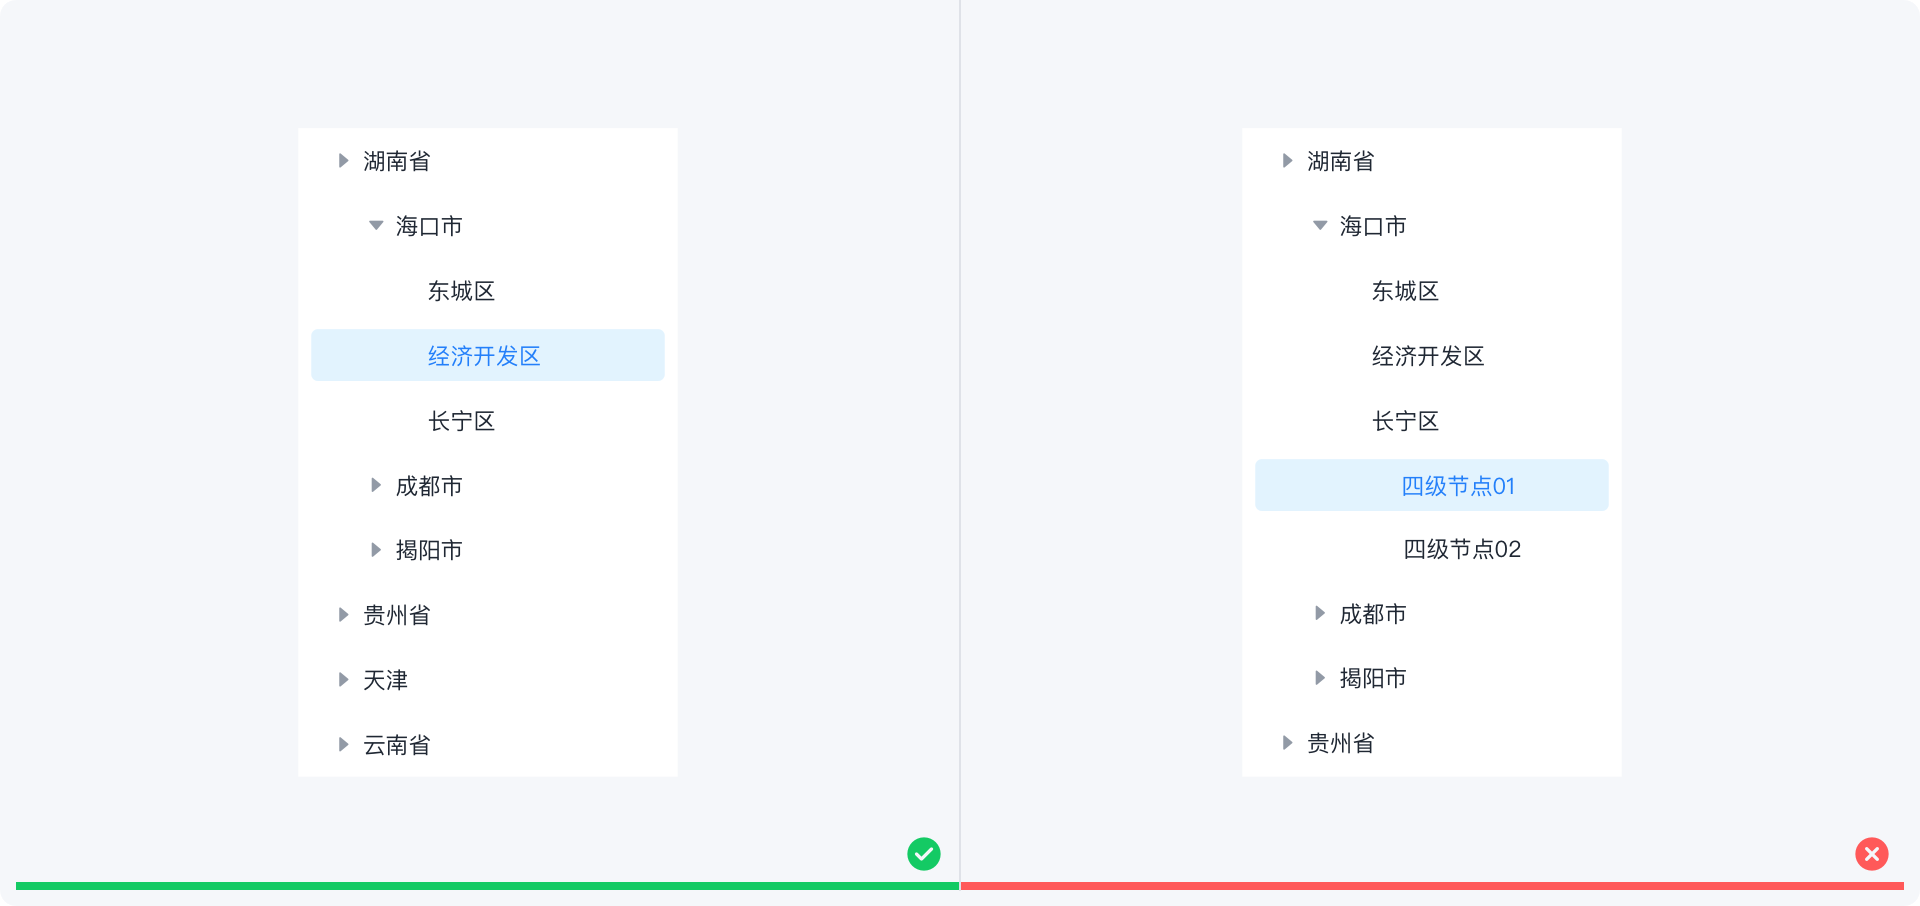 湖南省
海口市
东城区
经济开发区
长宁区
成都市
揭阳市
贵州省
天津
云南省
湖南省
海口市
东城区
经济开发区
长宁区
四级节点01
四级节点02
成都市
揭阳市
贵州省